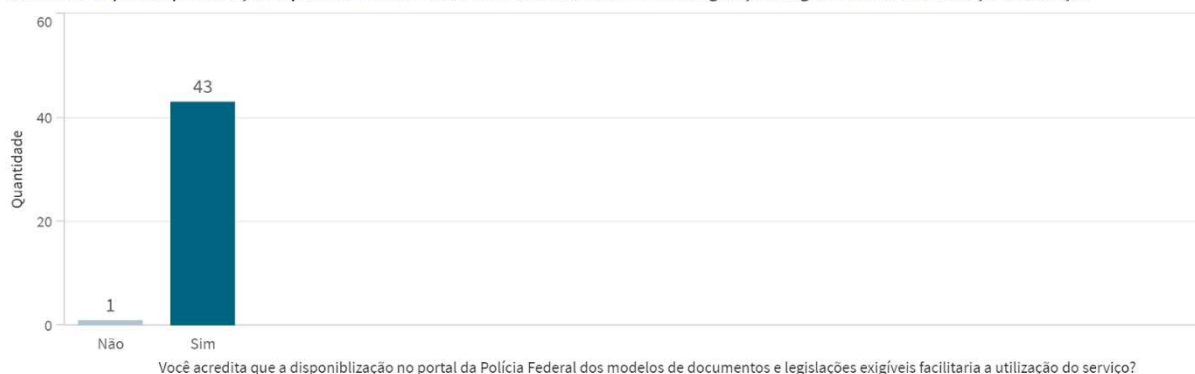 60
43
40
Quantidade
20
1
0
Não Sim
Você acredita que a disponiblização no portal da Polícia Federal dos modelos de documentos e legislações exigíveis facilitaria a utilização do serviço?